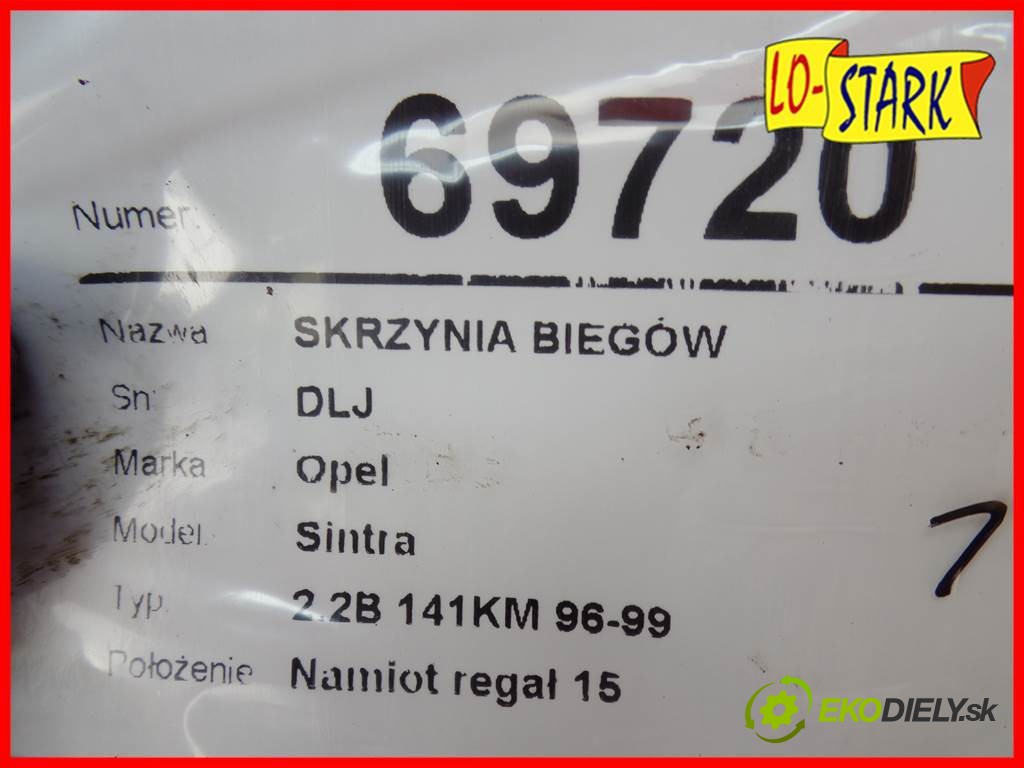 LO-STARK
Numer: 69720
Nazwa SKRZYNIA BIEGÓW
Sn: DLJ
Marka Opel
Model: Sintra
Typ: 2.2B 141KM 96-99
Położenie Namiot regał 15
1
EKODIELY.sk